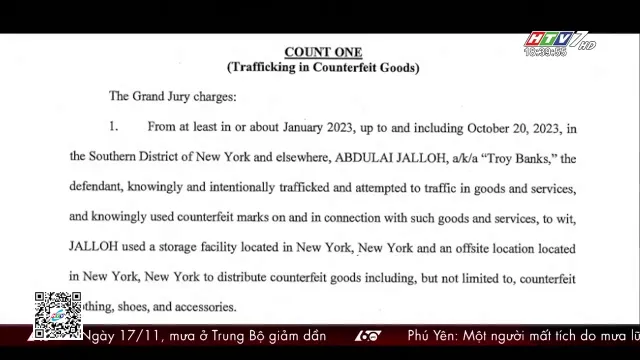 HTV7 HD
18:39:55
COUNT ONE
(Trafficking in Counterfeit Goods)
The Grand Jury charges:
1. From at least in or about January 2023, up to and including October 20, 2023, in
the Southern District of New York and elsewhere, ABDULAI JALLOH, a/k/a “Troy Banks,” the
defendant, knowingly and intentionally trafficked and attempted to traffic in goods and services,
and knowingly used counterfeit marks on and in connection with such goods and services, to wit,
JALLOH used a storage facility located in New York, New York and an offsite location located
in New York, New York to distribute counterfeit goods including, but not limited to, counterfeit
shoes, and accessories.
Ngày 17/11, mưa ở Trung Bộ giảm dần
60
Phú Yên: Một người mất tích do mưa